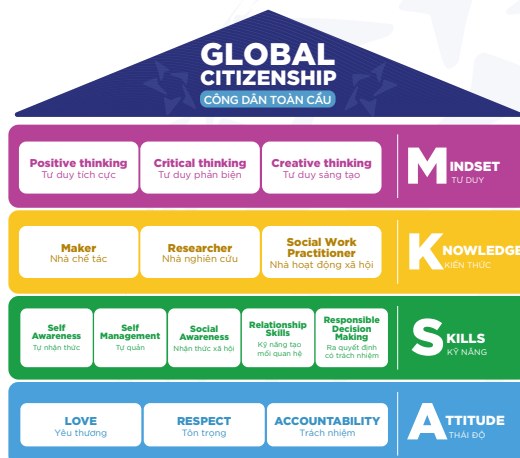 GLOBAL
CITIZENSHIP
CÔNG DÂN TOÀN CẦU
Positive thinking
Tư duy tích cực
Critical thinking
Tư duy phản biện
Creative thinking
Tư duy sáng tạo
MINDSET
TƯ DUY
Maker
Nhà chế tác
Researcher
Nhà nghiên cứu
Social Work
Practitioner
Nhà hoạt động xã hội
KNOWLEDGE
KIẾN THỨC
Self
Awareness
Tự nhận thức
Self
Management
Tự quản
Social
Awareness
Nhận thức xã hội
Relationship
Skills
Kỹ năng tạo
mối quan hệ
Responsible
Decision
Making
Ra quyết định
có trách nhiệm
SKILLS
KỸ NĂNG
LOVE
Yêu thương
RESPECT
Tôn trọng
ACCOUNTABILITY
Trách nhiệm
ATTITUDE
THÁI ĐỘ